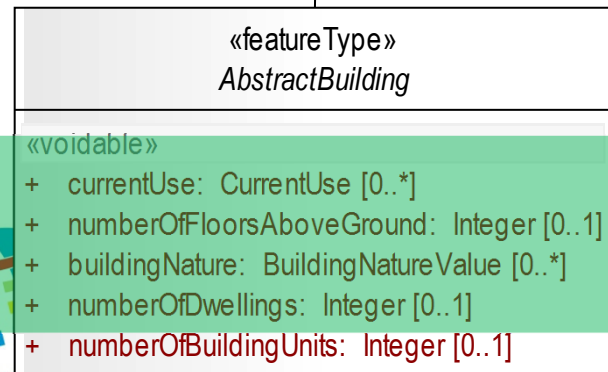 «featureType»
AbstractBuilding
«voidable»
+ currentUse: CurrentUse [0..*]
+ numberOfFloorsAboveGround: Integer [0..1]
+ buildingNature: BuildingNatureValue [0..*]
+ numberOfDwellings: Integer [0..1]
+ numberOfBuildingUnits: Integer [0..1]